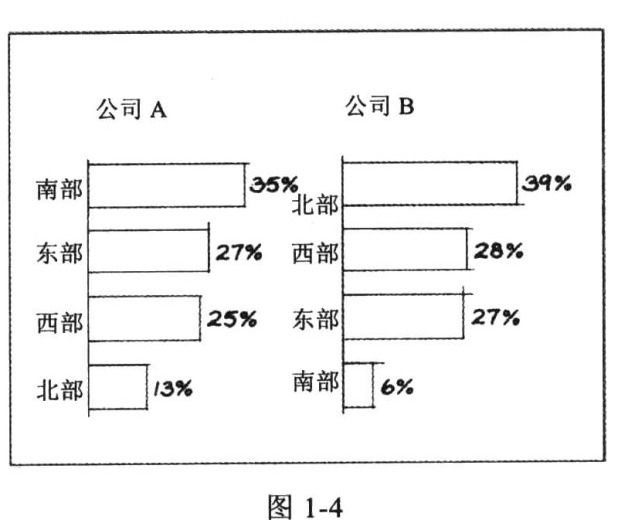 公司 A
公司 B
南部 35%
东部 27%
西部 25%
北部 13%
北部 39%
西部 28%
东部 27%
南部 6%
图 1-4